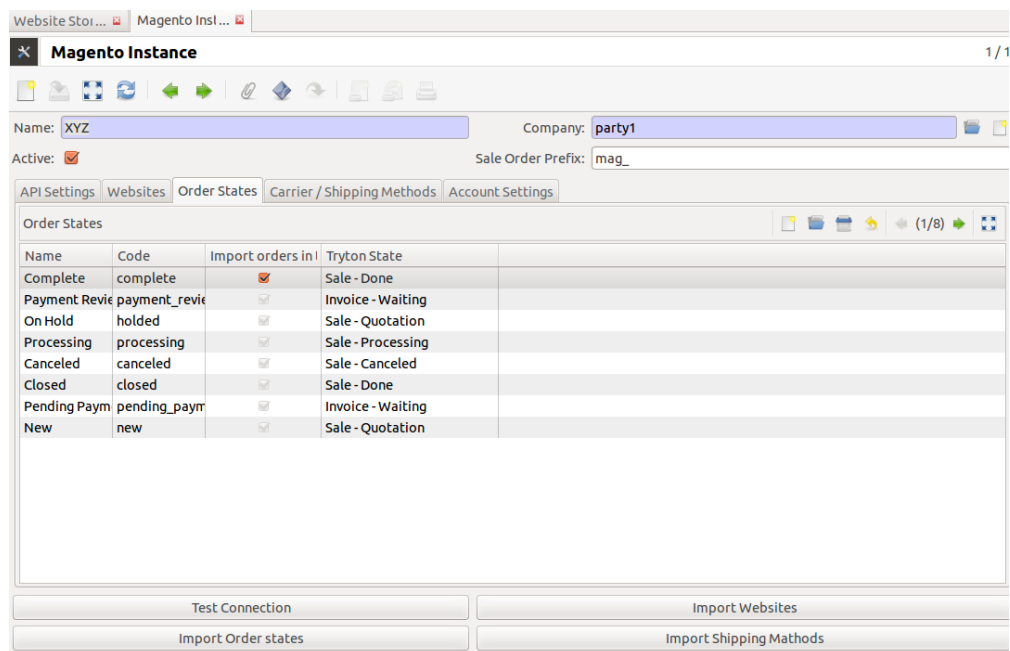 Website Stor... Magento Inst...
Magento Instance 1 / 1
Name: XYZ Company: party1
Active: Sale Order Prefix: mag_
API Settings Websites Order States Carrier / Shipping Methods Account Settings
Order States (1/8)
Name Code Import orders in Tryton State
Complete complete Sale - Done
Payment Revie payment_revie Invoice - Waiting
On Hold holded Sale - Quotation
Processing processing Sale - Processing
Canceled canceled Sale - Canceled
Closed closed Sale - Done
Pending Paym pending_paym Invoice - Waiting
New new Sale - Quotation
Test Connection Import Websites
Import Order states Import Shipping Mathods